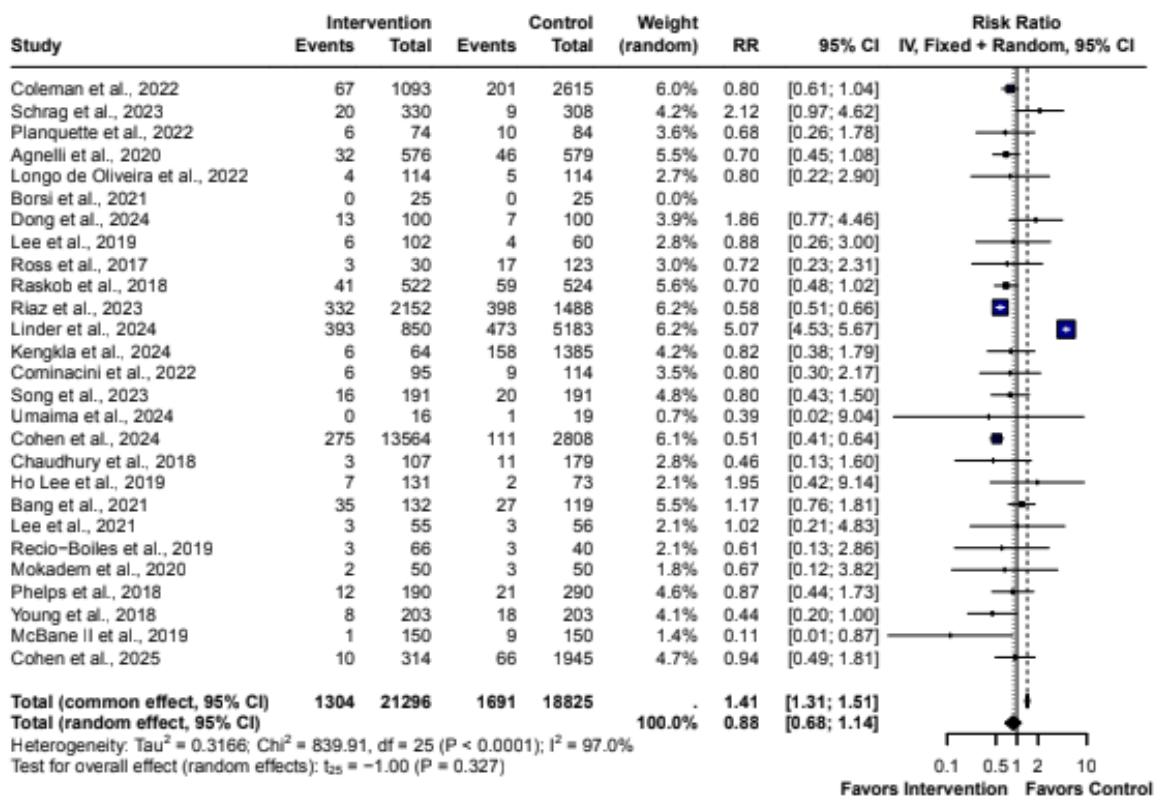 Intervention Control Weight Risk Ratio
Study Events Total Events Total (random) RR 95% CI IV, Fixed + Random, 95% CI
Coleman et al., 2022 67 1093 201 2615 6.0% 0.80 [0.61; 1.04]
Schrag et al., 2023 20 330 9 308 4.2% 2.12 [0.97; 4.62]
Planquette et al., 2022 6 74 10 84 3.6% 0.68 [0.26; 1.78]
Agnelli et al., 2020 32 576 46 579 5.5% 0.70 [0.45; 1.08]
Longo de Oliveira et al., 2022 4 114 5 114 2.7% 0.80 [0.22; 2.90]
Borsi et al., 2021 0 25 0 25 0.0%
Dong et al., 2024 13 100 7 100 3.9% 1.86 [0.77; 4.46]
Lee et al., 2019 6 102 4 60 2.8% 0.88 [0.26; 3.00]
Ross et al., 2017 3 30 17 123 3.0% 0.72 [0.23; 2.31]
Raskob et al., 2018 41 522 59 524 5.6% 0.70 [0.48; 1.02]
Riaz et al., 2023 332 2152 398 1488 6.2% 0.58 [0.51; 0.66]
Linder et al., 2024 393 850 473 5183 6.2% 5.07 [4.53; 5.67]
Kengkla et al., 2024 6 64 158 1385 4.2% 0.82 [0.38; 1.79]
Cominacini et al., 2022 6 95 9 114 3.5% 0.80 [0.30; 2.17]
Song et al., 2023 16 191 20 191 4.8% 0.80 [0.43; 1.50]
Umaima et al., 2024 0 16 1 19 0.7% 0.39 [0.02; 9.04]
Cohen et al., 2024 275 13564 111 2808 6.1% 0.51 [0.41; 0.64]
Chaudhury et al., 2018 3 107 11 179 2.8% 0.46 [0.13; 1.60]
Ho Lee et al., 2019 7 131 2 73 2.1% 1.95 [0.42; 9.14]
Bang et al., 2021 35 132 27 119 5.5% 1.17 [0.76; 1.81]
Lee et al., 2021 3 55 3 56 2.1% 1.02 [0.21; 4.83]
Recio−Boiles et al., 2019 3 66 3 40 2.1% 0.61 [0.13; 2.86]
Mokadem et al., 2020 2 50 3 50 1.8% 0.67 [0.12; 3.82]
Phelps et al., 2018 12 190 21 290 4.6% 0.87 [0.44; 1.73]
Young et al., 2018 8 203 18 203 4.1% 0.44 [0.20; 1.00]
McBane II et al., 2019 1 150 9 150 1.4% 0.11 [0.01; 0.87]
Cohen et al., 2025 10 314 66 1945 4.7% 0.94 [0.49; 1.81]
Total (common effect, 95% CI) 1304 21296 1691 18825 . 1.41 [1.31; 1.51]
Total (random effect, 95% CI) 100.0% 0.88 [0.68; 1.14]
Heterogeneity: Tau² = 0.3166; Chi² = 839.91, df = 25 (P < 0.0001); I² = 97.0%
Test for overall effect (random effects): t₂₅ = −1.00 (P = 0.327)
0.1 0.5 1 2 10
Favors Intervention Favors Control